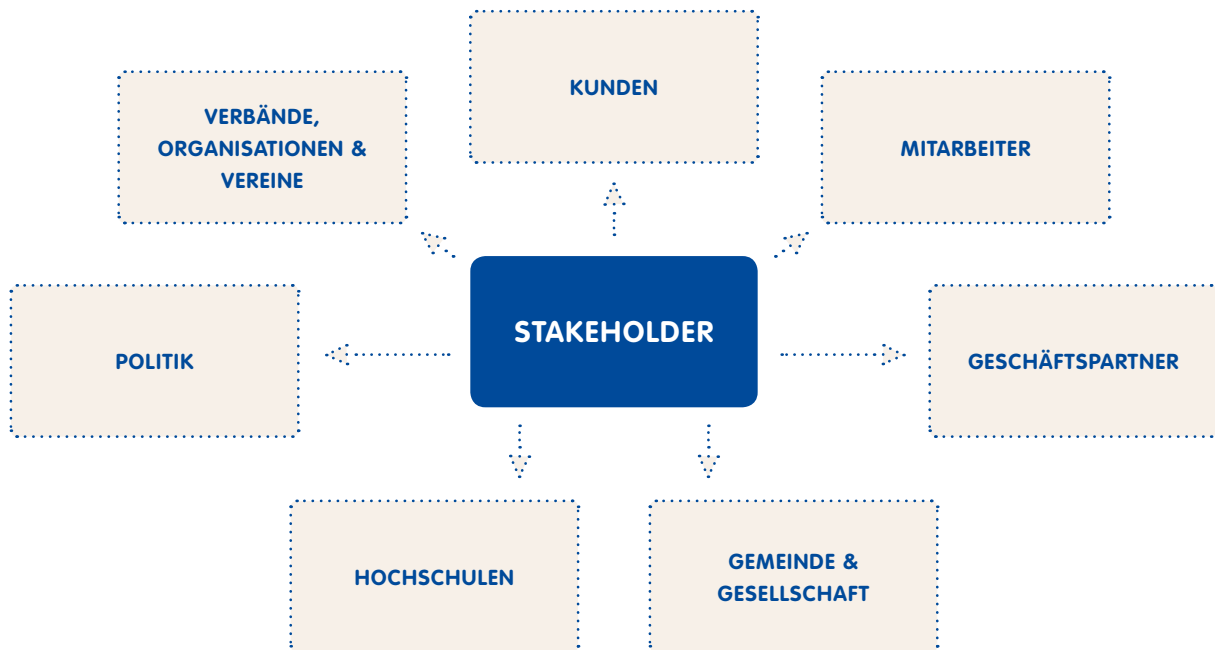 KUNDEN
VERBÄNDE,
ORGANISATIONEN &
VEREINE
MITARBEITER
STAKEHOLDER
POLITIK
GESCHÄFTSPARTNER
HOCHSCHULEN
GEMEINDE &
GESELLSCHAFT